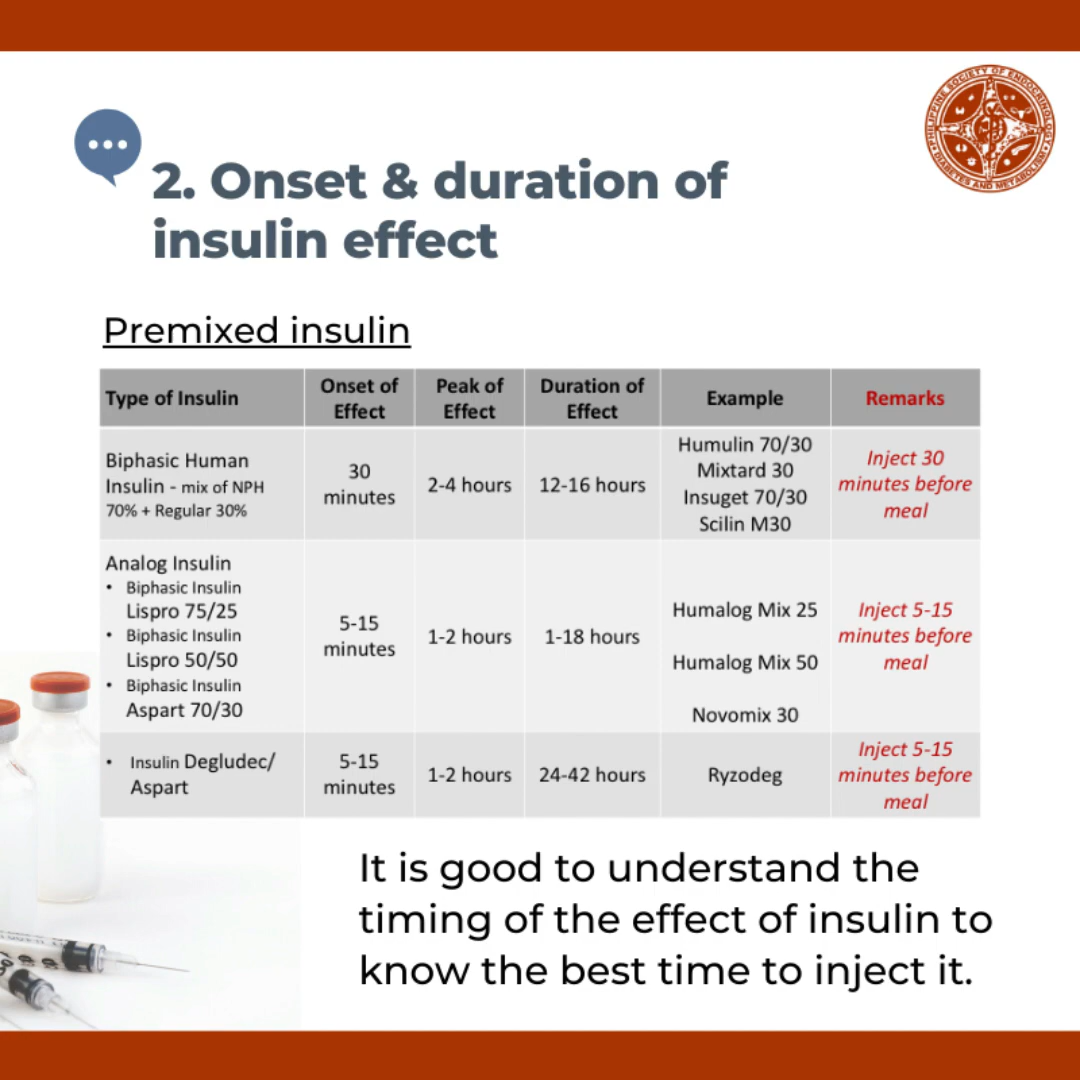 PHILIPPINE SOCIETY OF ENDOCRINOLOGY
DIABETES AND METABOLISM
2. Onset & duration of
insulin effect
Premixed insulin
Type of Insulin
Onset of
Effect
Peak of
Effect
Duration of
Effect
Example
Remarks
Biphasic Human
Insulin - mix of NPH
70% + Regular 30%
30
minutes
2-4 hours
12-16 hours
Humulin 70/30
Mixtard 30
Insuget 70/30
Scilin M30
Inject 30
minutes before
meal
Analog Insulin
• Biphasic Insulin
Lispro 75/25
• Biphasic Insulin
Lispro 50/50
• Biphasic Insulin
Aspart 70/30
5-15
minutes
1-2 hours
1-18 hours
Humalog Mix 25
Humalog Mix 50
Novomix 30
Inject 5-15
minutes before
meal
• Insulin Degludec/
Aspart
5-15
minutes
1-2 hours
24-42 hours
Ryzodeg
Inject 5-15
minutes before
meal
It is good to understand the
timing of the effect of insulin to
know the best time to inject it.